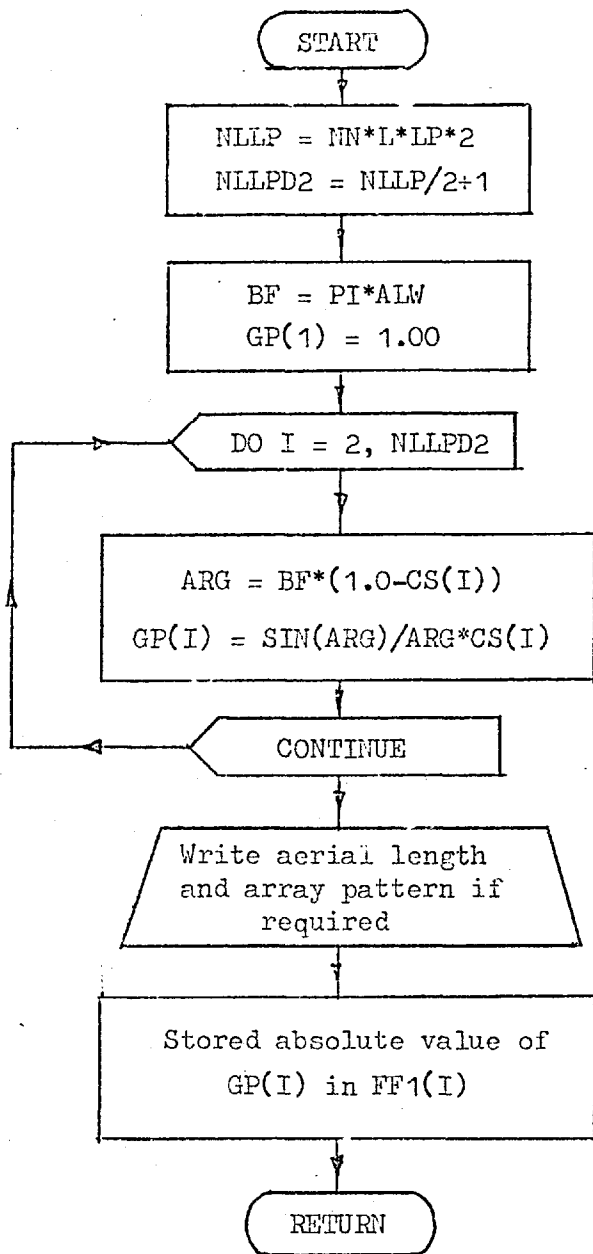 START
NLLP = NN*L*LP*2
NLLPD2 = NLLP/2+1
BF = PI*ALW
GP(1) = 1.00
DO I = 2, NLLPD2
ARG = BF*(1.0-CS(I))
GP(I) = SIN(ARG)/ARG*CS(I)
CONTINUE
Write aerial length
and array pattern if
required
Stored absolute value of
GP(I) in FF1(I)
RETURN